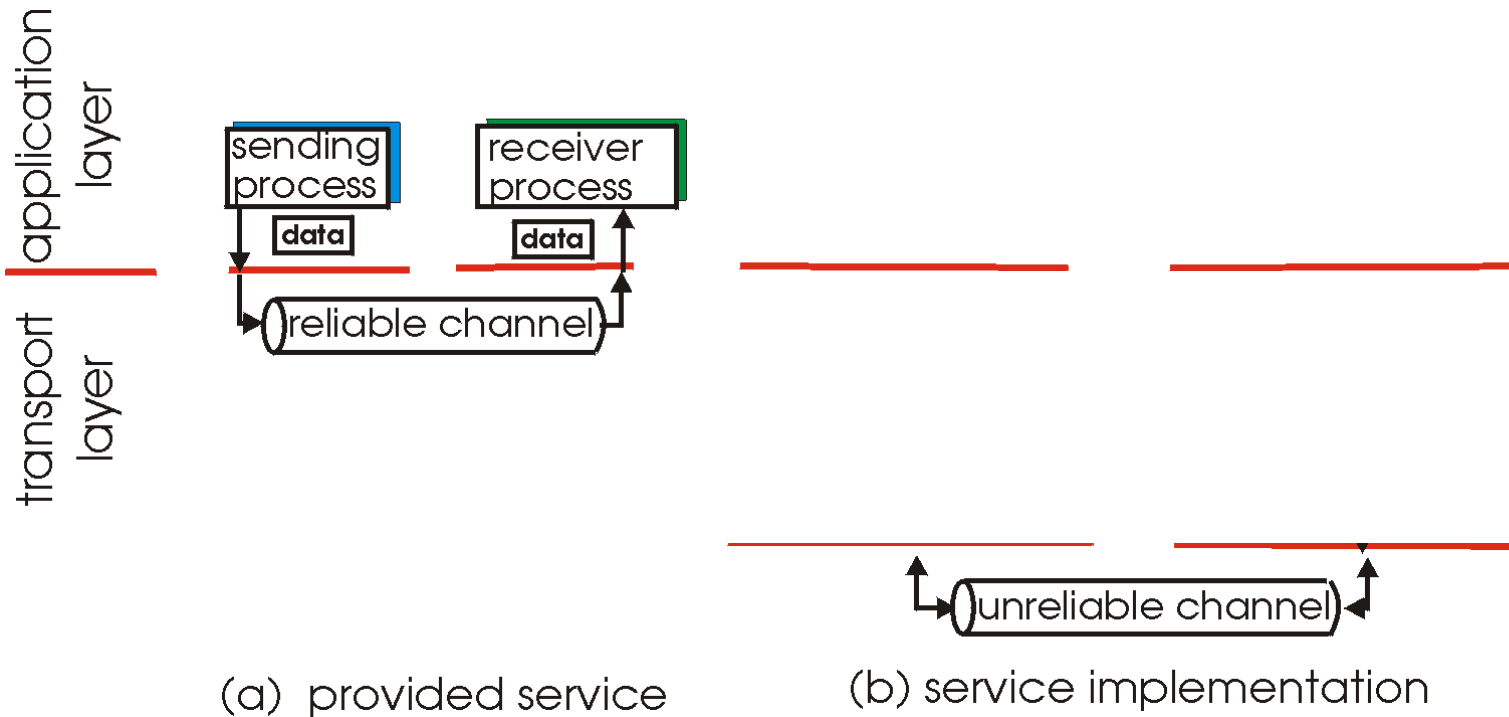 application
layer
transport
layer
sending
process
receiver
process
data
data
reliable channel
unreliable channel
(a) provided service
(b) service implementation